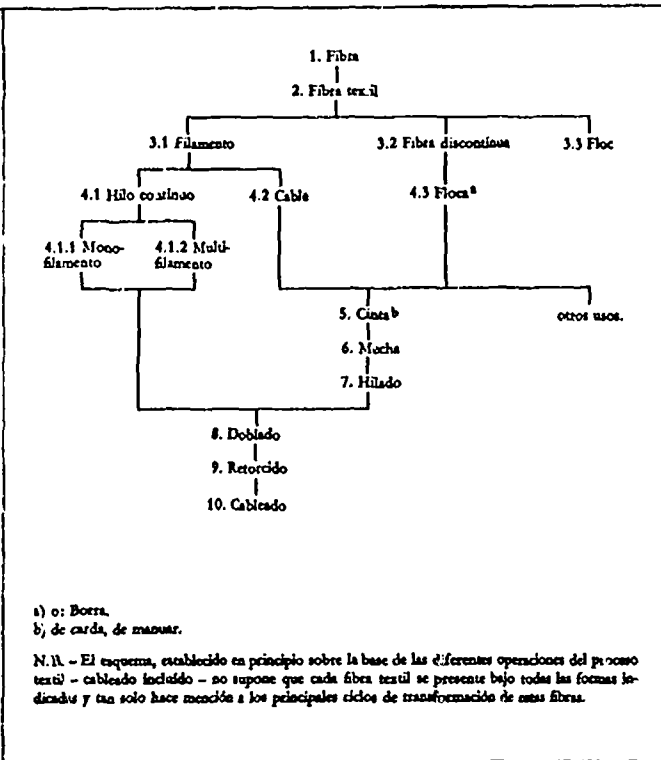 1. Fibra
2. Fibra textil
3.1 Filamento 3.2 Fibra discontínua 3.3 Floc
4.1 Hilo contínuo 4.2 Cable 4.3 Floca a
4.1.1 Mono-
filamento
4.1.2 Multi-
filamento
5. Cinta b otros usos.
6. Mecha
7. Hilado
8. Doblado
9. Retorcido
10. Cableado
a) o: Borra.
b) de carda, de manuar.
N.B. – El esquema, establecido en principio sobre la base de las diferentes operaciones del proceso
textil – cableado incluído – no supone que cada fibra textil se presente bajo todas las formas in-
dicadas y tan solo hace mención a los principales ciclos de transformación de estas fibras.